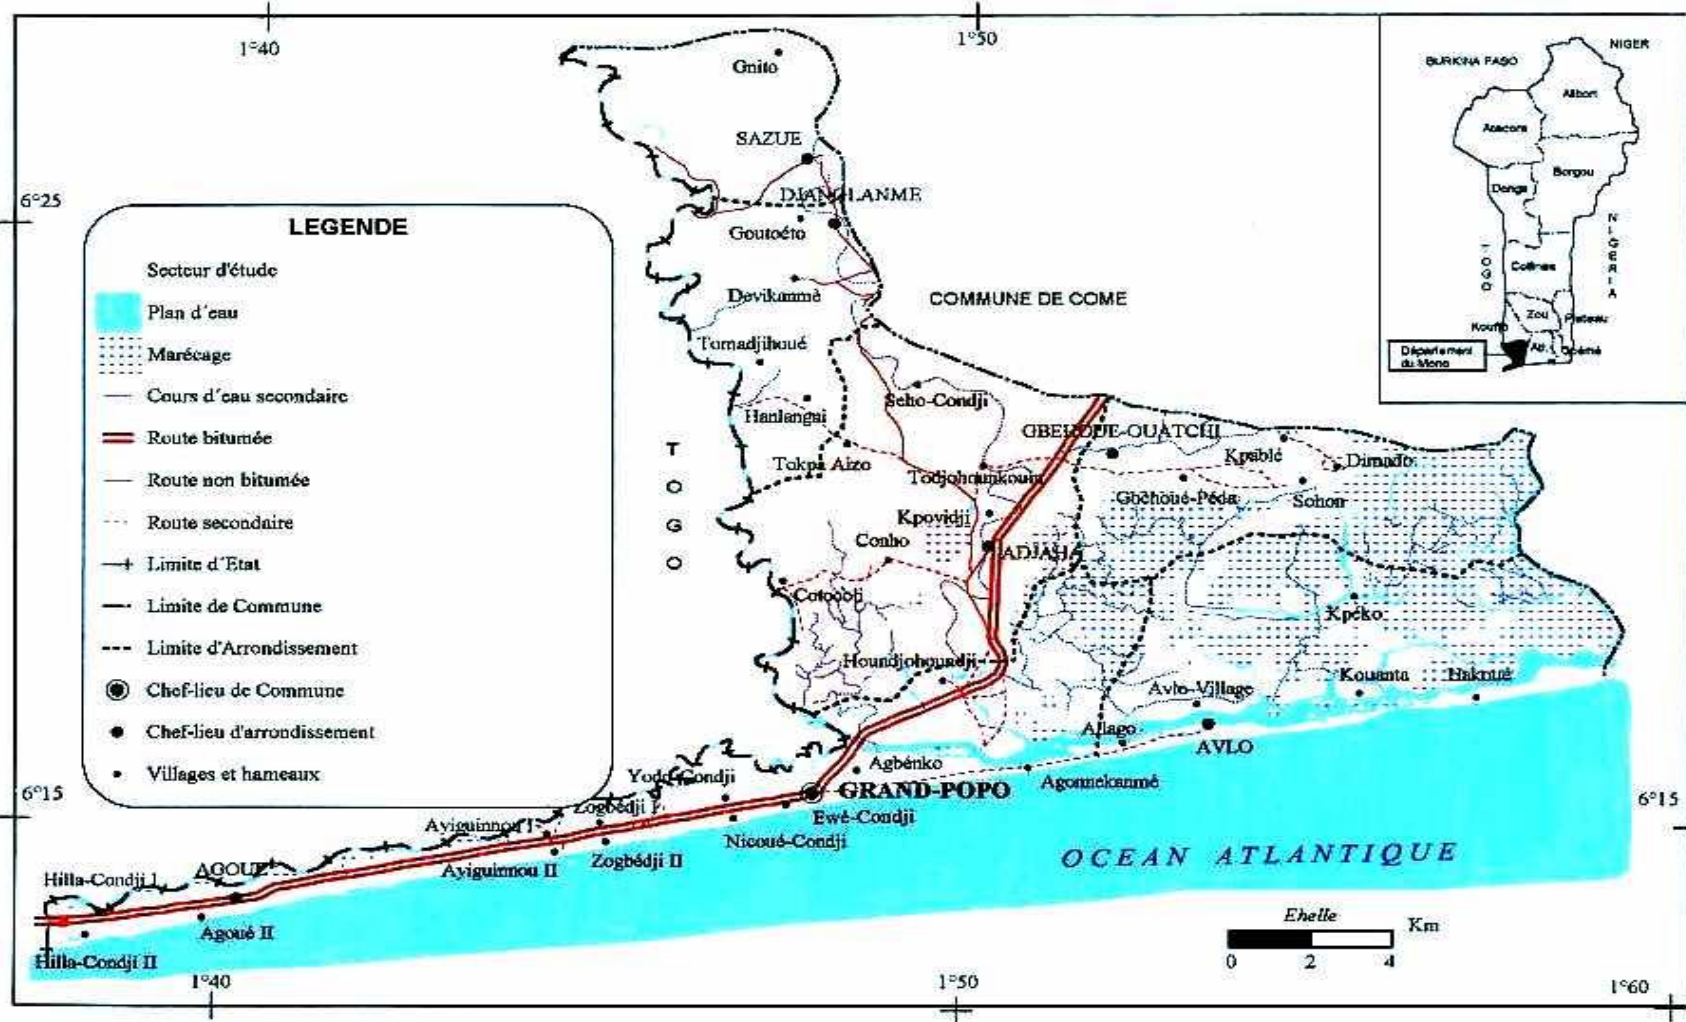 1°40
1°50
NIGER
BURKINA FASO
Alibori
Atacora
Borgou
Donga
NIGERIA
TOGO
Collines
Zou
Plateau
Kouffo
Atl.
Département
du Mono
Gnito
SAZUE
6°25
Goutoéto
Devikanmè
COMMUNE DE COME
Tomadjihoué
Seho-Condji
Hanlangai
GBEHOUE-OUATCHI
TOGO
Tokpa Aizo
Kpsiblé
Dimado
Todjohounkouin
Gbéhoué-Péda
Sohon
Kpovidji
Conho
ADJAHA
Cotocoli
Kpéko
Houndjohoundji
Avlo-Village
Kouanta
Hakoué
Allago
AVLO
Agbénko
Agonnekanmé
Yodo-Condji
GRAND-POPO
6°15
6°15
Zogbédji I
Ewé-Condji
Aviguinnou I
Nicoué-Condji
Zogbédji II
Ayiguinnou II
OCEAN ATLANTIQUE
Hilla-Condji I
AGOUE
Agoué II
Hilla-Condji II
LEGENDE
Secteur d'étude
Plan d'eau
Marécage
Cours d'eau secondaire
Route bitumée
Route non bitumée
Route secondaire
Limite d'Etat
Limite de Commune
Limite d'Arrondissement
Chef-lieu de Commune
Chef-lieu d'arrondissement
Villages et hameaux
Ehelle
Km
0 2 4
1°40
1°50
1°60